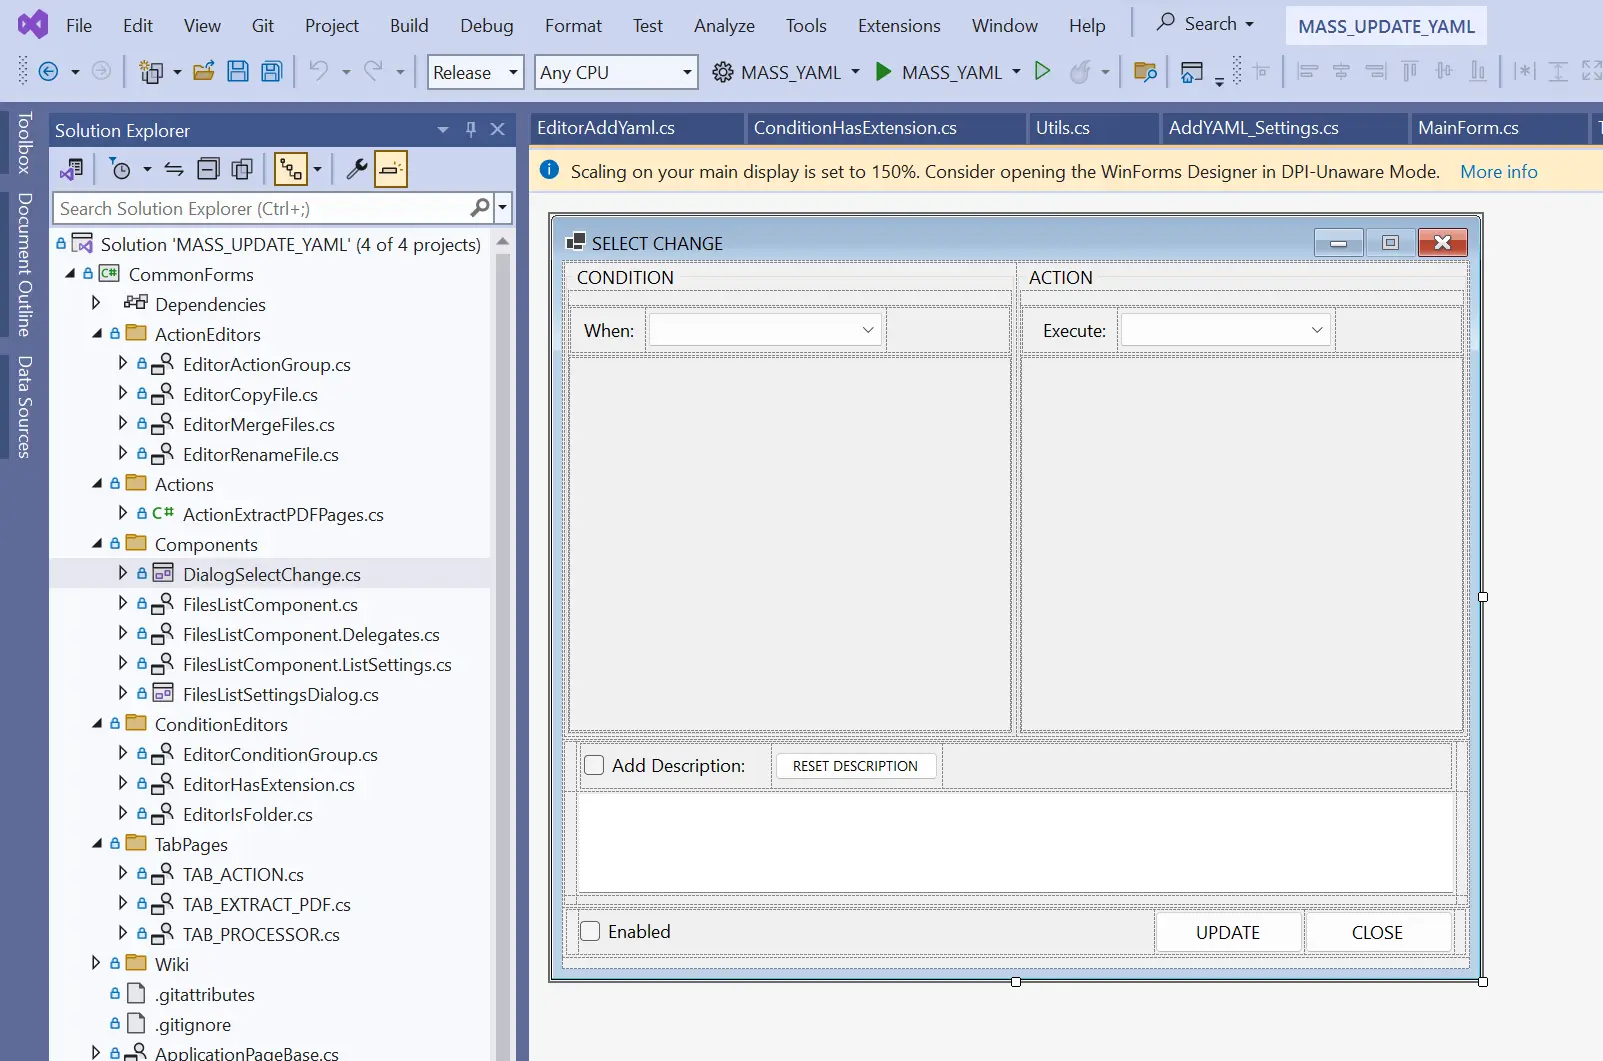 File Edit View Git Project Build Debug Format Test Analyze Tools Extensions Window Help Search MASS_UPDATE_YAML
Release Any CPU MASS_YAML MASS_YAML
Toolbox
Document Outline
Data Sources
Solution Explorer
Search Solution Explorer (Ctrl+;)
Solution 'MASS_UPDATE_YAML' (4 of 4 projects)
C# CommonForms
Dependencies
ActionEditors
EditorActionGroup.cs
EditorCopyFile.cs
EditorMergeFiles.cs
EditorRenameFile.cs
Actions
C# ActionExtractPDFPages.cs
Components
DialogSelectChange.cs
FilesListComponent.cs
FilesListComponent.Delegates.cs
FilesListComponent.ListSettings.cs
FilesListSettingsDialog.cs
ConditionEditors
EditorConditionGroup.cs
EditorHasExtension.cs
EditorIsFolder.cs
TabPages
TAB_ACTION.cs
TAB_EXTRACT_PDF.cs
TAB_PROCESSOR.cs
Wiki
.gitattributes
.gitignore
ApplicationPageBase.cs
EditorAddYaml.cs ConditionHasExtension.cs Utils.cs AddYAML_Settings.cs MainForm.cs
Scaling on your main display is set to 150%. Consider opening the WinForms Designer in DPI-Unaware Mode. More info
SELECT CHANGE
CONDITION ACTION
When: Execute:
Add Description: RESET DESCRIPTION
Enabled UPDATE CLOSE